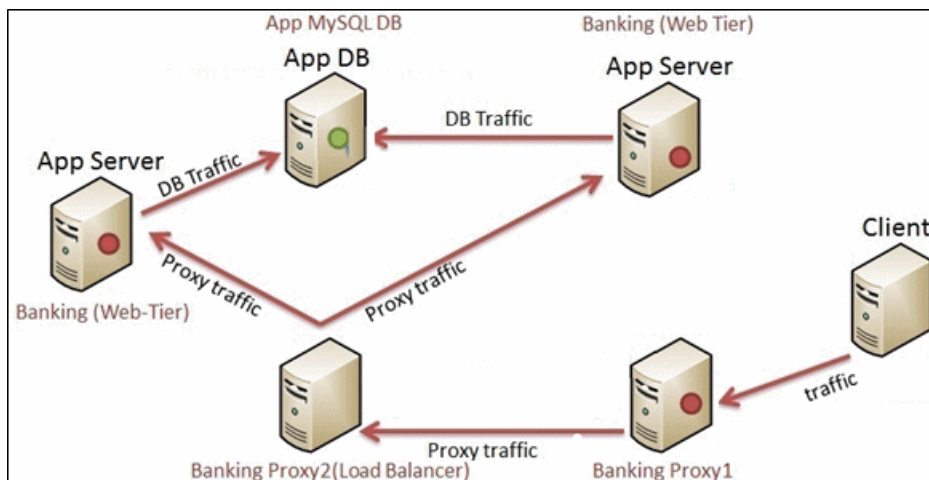 App MySQL DB
Banking (Web Tier)
App DB
App Server
DB Traffic
App Server
DB Traffic
Client
Proxy traffic
Proxy traffic
Banking (Web-Tier)
traffic
Proxy traffic
Banking Proxy2(Load Balancer)
Banking Proxy1